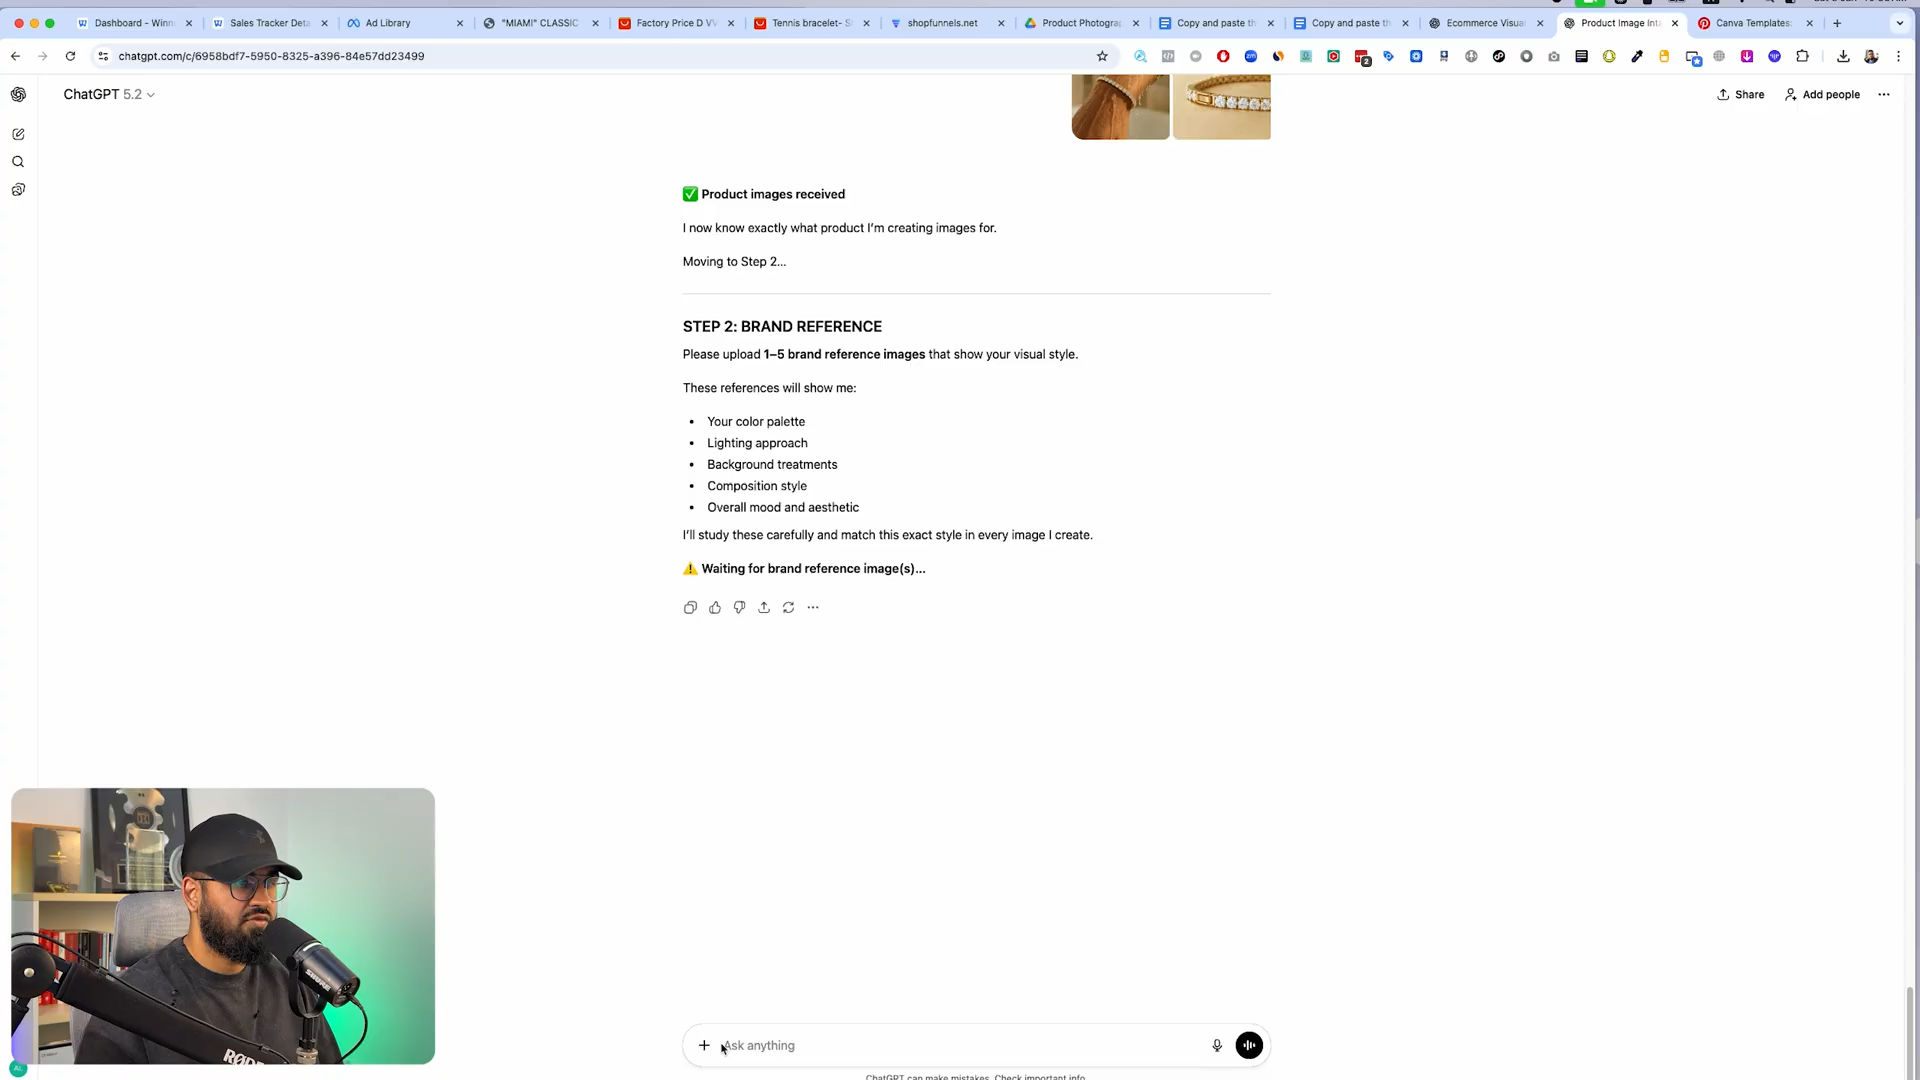 Dashboard - Winn
Sales Tracker Deta
Ad Library
"MIAMI" CLASSIC
Factory Price D VV
Tennis bracelet- S
shopfunnels.net
Product Photogra
Copy and paste th
Copy and paste th
Ecommerce Visua
Product Image Int
Canva Templates:
chatgpt.com/c/6958bdf7-5950-8325-a396-84e57dd23499
2
ChatGPT 5.2
Share
Add people
✅ Product images received
I now know exactly what product I'm creating images for.
Moving to Step 2...
STEP 2: BRAND REFERENCE
Please upload 1–5 brand reference images that show your visual style.
These references will show me:
• Your color palette
• Lighting approach
• Background treatments
• Composition style
• Overall mood and aesthetic
I'll study these carefully and match this exact style in every image I create.
⚠️ Waiting for brand reference image(s)...
Ask anything
ChatGPT can make mistakes. Check important info.
SHURE
RØDE
AL